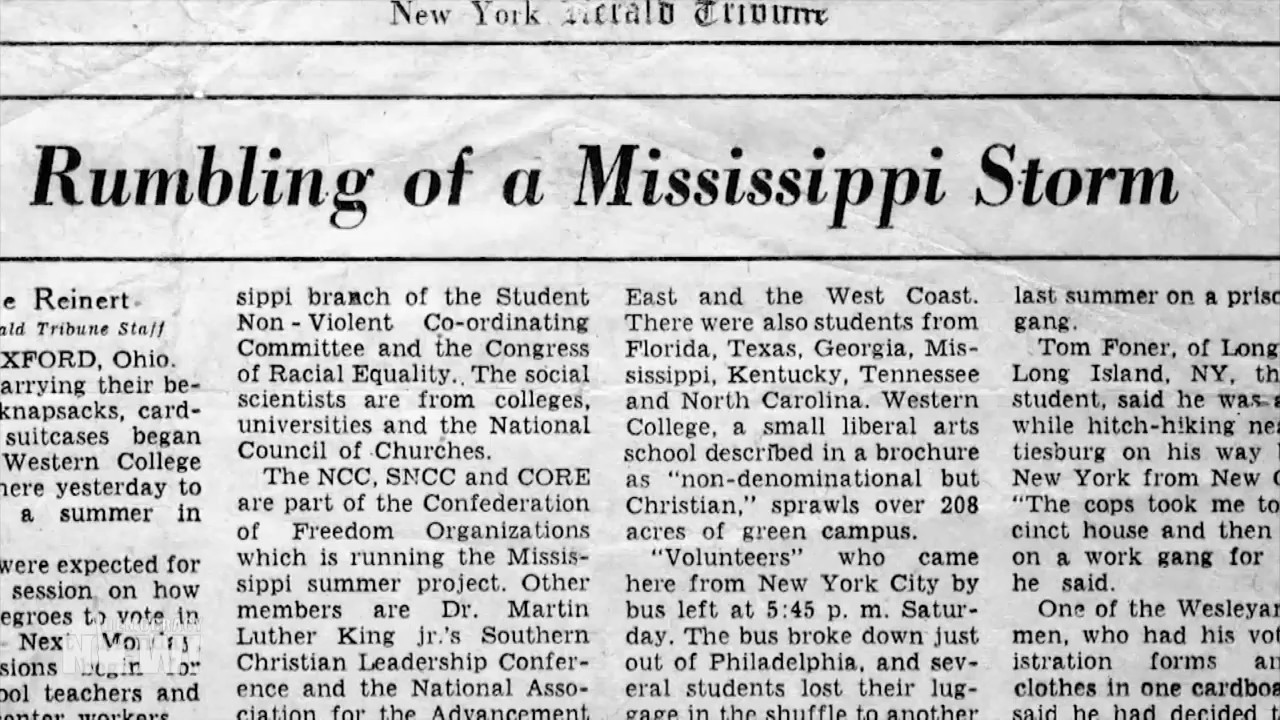 New York Herald Tribune
Rumbling of a Mississippi Storm
e Reinert
ald Tribune Staff
XFORD, Ohio.
arrying their be-
knapsacks, card-
suitcases began
Western College
here yesterday to
a summer in
were expected for
session on how
egroes to vote in
Next Monday
sions begin for
ool teachers and
enter workers.
sippi branch of the Student
Non - Violent Co-ordinating
Committee and the Congress
of Racial Equality. The social
scientists are from colleges,
universities and the National
Council of Churches.
The NCC, SNCC and CORE
are part of the Confederation
of Freedom Organizations
which is running the Missis-
sippi summer project. Other
members are Dr. Martin
Luther King jr.'s Southern
Christian Leadership Confer-
ence and the National Asso-
ciation for the Advancement
East and the West Coast.
There were also students from
Florida, Texas, Georgia, Mis-
sissippi, Kentucky, Tennessee
and North Carolina. Western
College, a small liberal arts
school described in a brochure
as "non-denominational but
Christian," sprawls over 208
acres of green campus.
"Volunteers" who came
here from New York City by
bus left at 5:45 p. m. Satur-
day. The bus broke down just
out of Philadelphia, and sev-
eral students lost their lug-
gage in the shuffle to another
last summer on a priso
gang.
Tom Foner, of Long
Long Island, NY, th
student, said he was a
while hitch-hiking nea
tiesburg on his way
New York from New O
"The cops took me to
cinct house and then
on a work gang for
he said.
One of the Wesleyan
men, who had his vot
istration forms an
clothes in one cardboa
said he had decided t